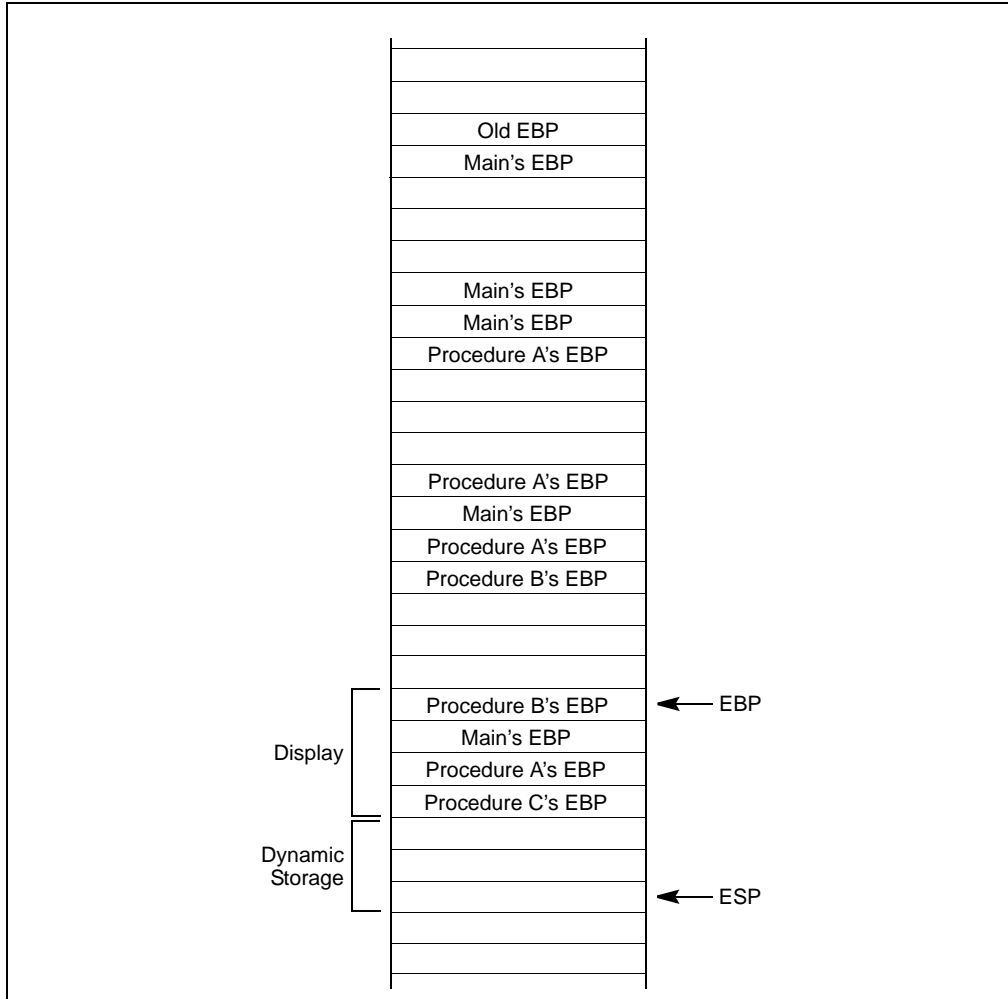 Old EBP
Main's EBP
Main's EBP
Main's EBP
Procedure A's EBP
Procedure A's EBP
Main's EBP
Procedure A's EBP
Procedure B's EBP
Procedure B's EBP
EBP
Main's EBP
Display
Procedure A's EBP
Procedure C's EBP
Dynamic
Storage
ESP